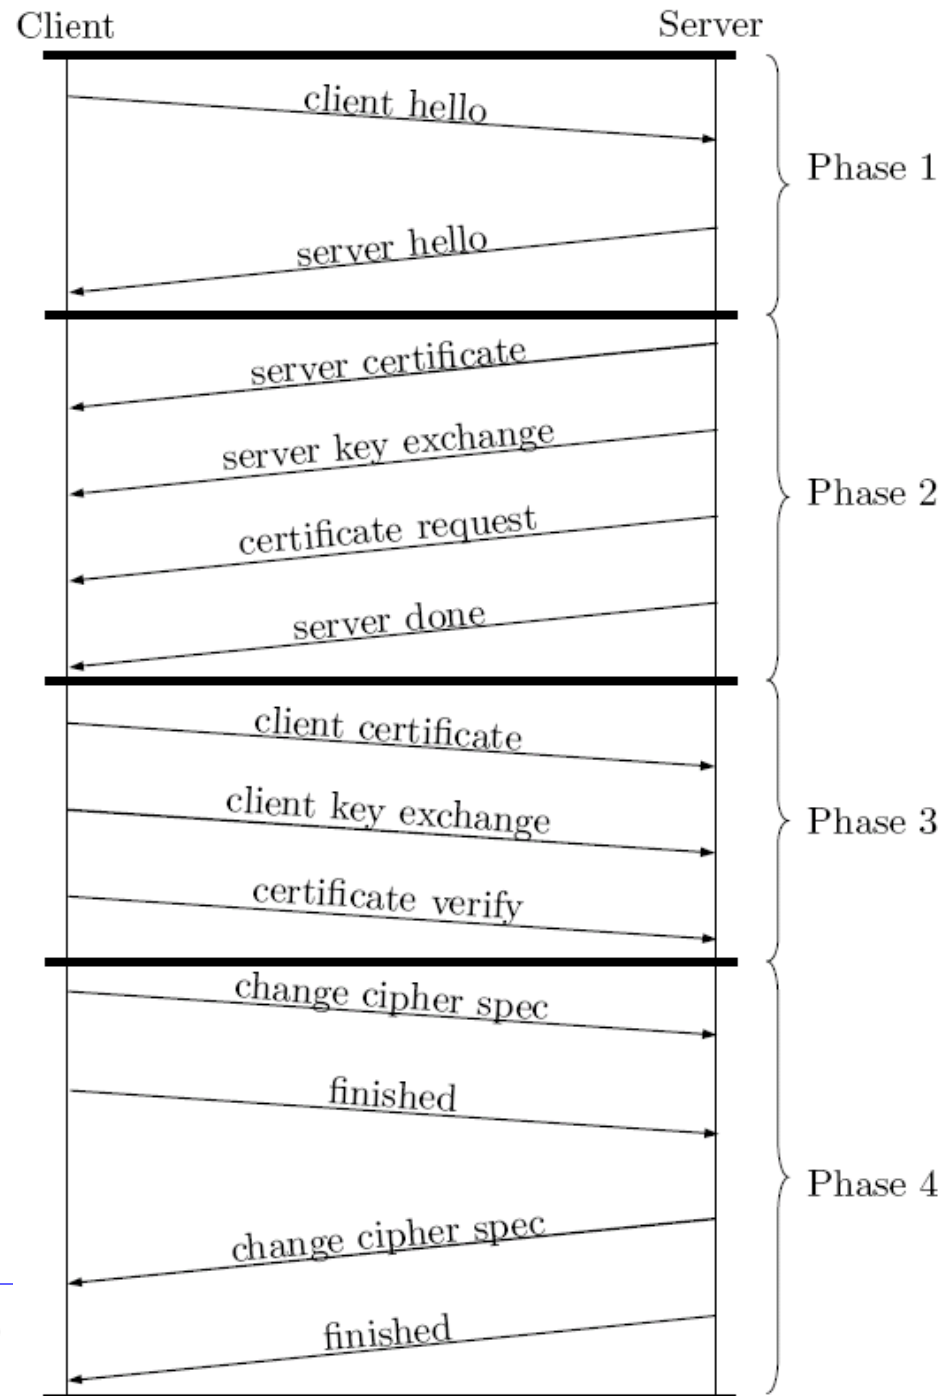 Client
Server
client hello
Phase 1
server hello
server certificate
server key exchange
Phase 2
certificate request
server done
client certificate
client key exchange
Phase 3
certificate verify
change cipher spec
finished
Phase 4
change cipher spec
finished